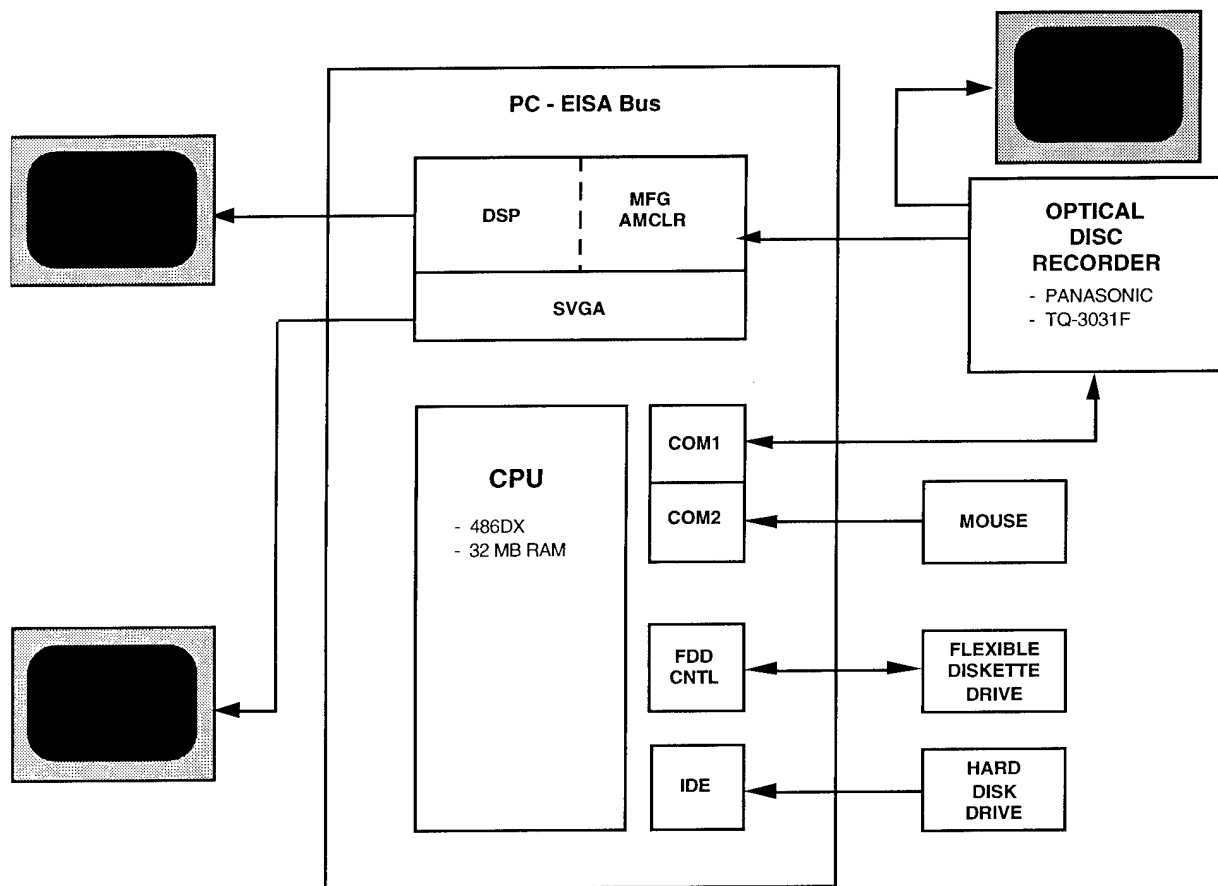 PC - EISA Bus
DSP
MFG
AMCLR
SVGA
OPTICAL
DISC
RECORDER
- PANASONIC
- TQ-3031F
CPU
- 486DX
- 32 MB RAM
COM1
COM2
MOUSE
FDD
CNTL
FLEXIBLE
DISKETTE
DRIVE
IDE
HARD
DISK
DRIVE